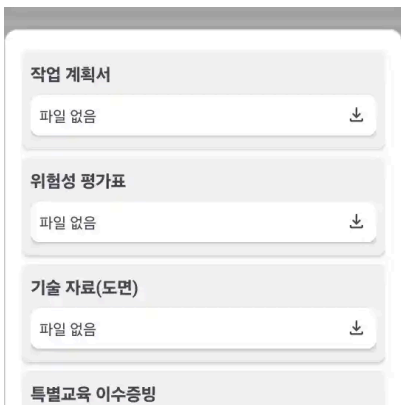 작업 계획서
파일 없음
위험성 평가표
파일 없음
기술 자료(도면)
파일 없음
특별교육 이수증빙